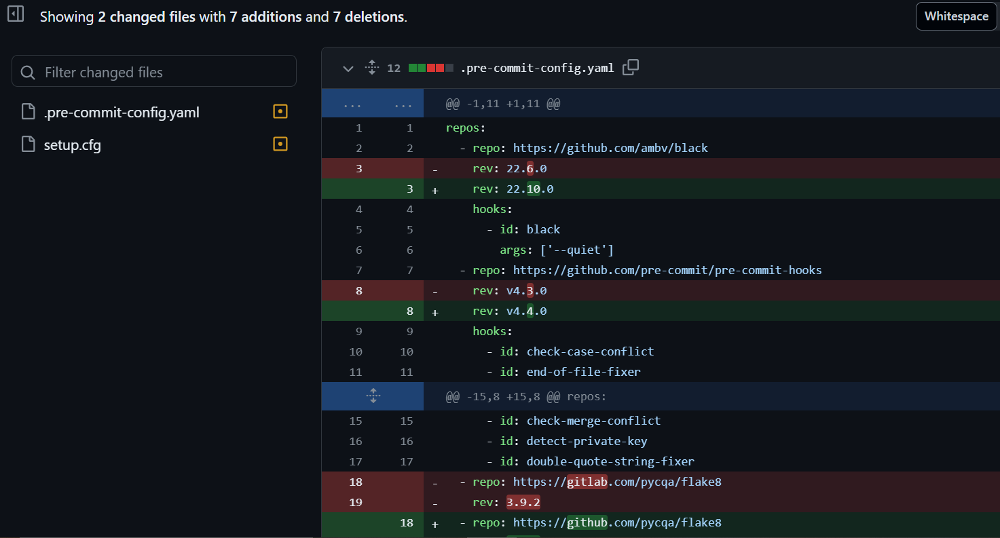 Showing 2 changed files with 7 additions and 7 deletions.
Whitespace
Filter changed files
.pre-commit-config.yaml
setup.cfg
12 .pre-commit-config.yaml
... ... @@ -1,11 +1,11 @@
1 1 repos:
2 2 - repo: https://github.com/ambv/black
3 - rev: 22.6.0
3 + rev: 22.10.0
4 4 hooks:
5 5 - id: black
6 6 args: ['--quiet']
7 7 - repo: https://github.com/pre-commit/pre-commit-hooks
8 - rev: v4.3.0
8 + rev: v4.4.0
9 9 hooks:
10 10 - id: check-case-conflict
11 11 - id: end-of-file-fixer
@@ -15,8 +15,8 @@ repos:
15 15 - id: check-merge-conflict
16 16 - id: detect-private-key
17 17 - id: double-quote-string-fixer
18 - - repo: https://gitlab.com/pycqa/flake8
19 - rev: 3.9.2
18 + - repo: https://github.com/pycqa/flake8